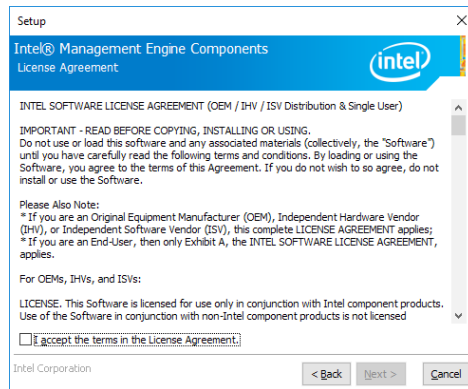 Setup
Intel® Management Engine Components
License Agreement
intel
INTEL SOFTWARE LICENSE AGREEMENT (OEM / IHV / ISV Distribution & Single User)
IMPORTANT - READ BEFORE COPYING, INSTALLING OR USING.
Do not use or load this software and any associated materials (collectively, the "Software")
until you have carefully read the following terms and conditions. By loading or using the
Software, you agree to the terms of this Agreement. If you do not wish to so agree, do not
install or use the Software.
Please Also Note:
* If you are an Original Equipment Manufacturer (OEM), Independent Hardware Vendor
(IHV), or Independent Software Vendor (ISV), this complete LICENSE AGREEMENT applies;
* If you are an End-User, then only Exhibit A, the INTEL SOFTWARE LICENSE AGREEMENT,
applies.
For OEMs, IHVs, and ISVs:
LICENSE. This Software is licensed for use only in conjunction with Intel component products.
Use of the Software in conjunction with non-Intel component products is not licensed
I accept the terms in the License Agreement.
Intel Corporation
< Back Next > Cancel